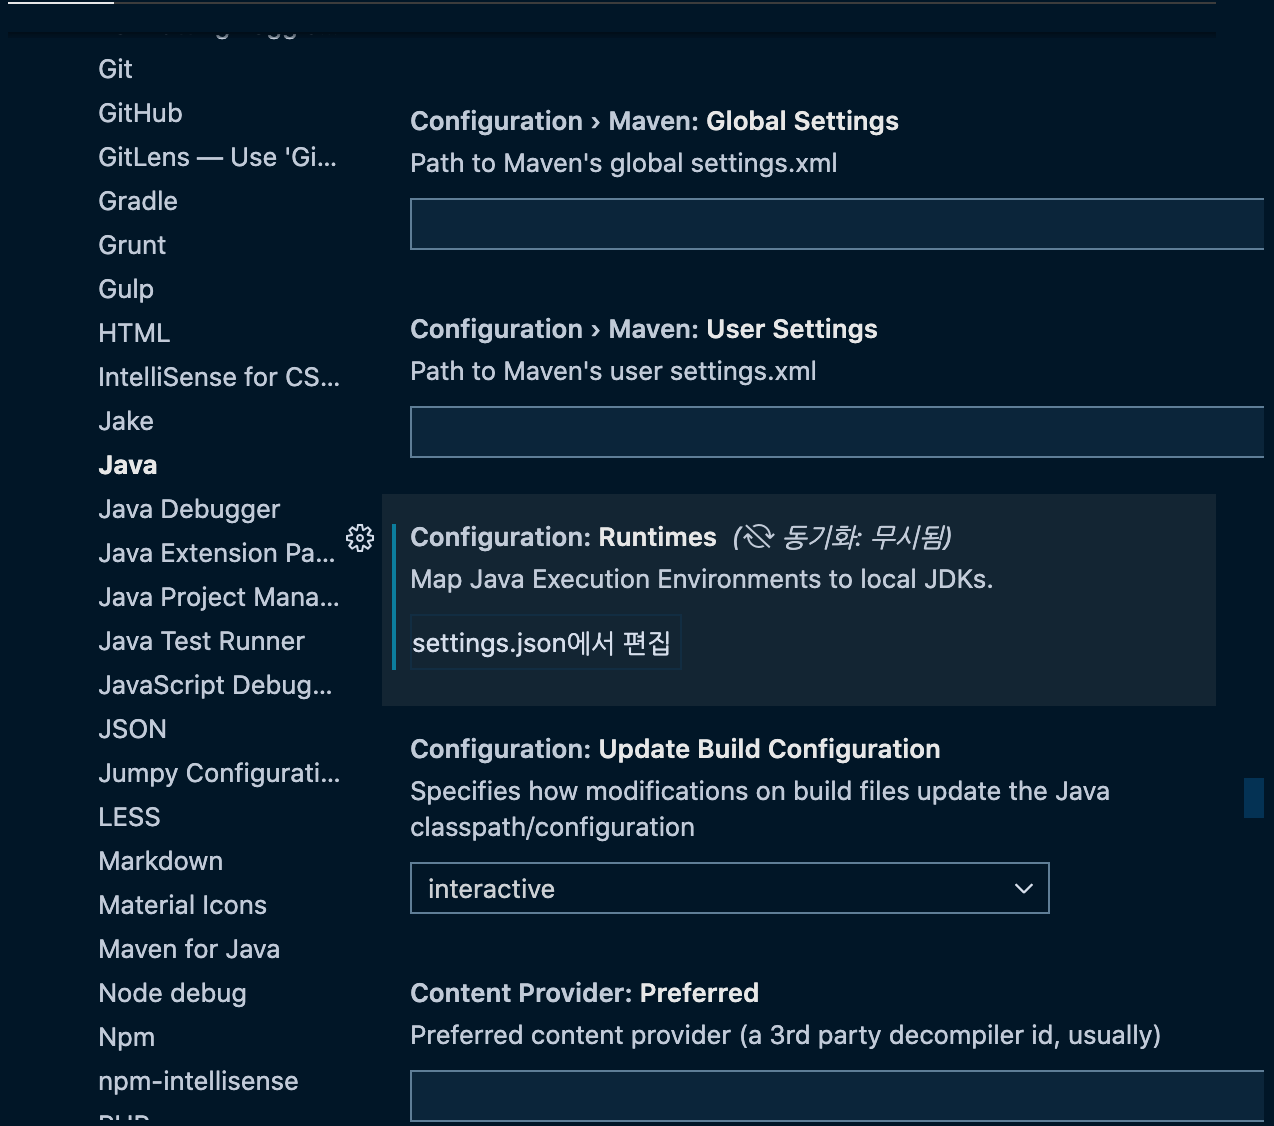 Git
GitHub
GitLens — Use 'Gi...
Gradle
Grunt
Gulp
HTML
IntelliSense for CS...
Jake
Java
Java Debugger
Java Extension Pa...
Java Project Mana...
Java Test Runner
JavaScript Debug...
JSON
Jumpy Configurati...
LESS
Markdown
Material Icons
Maven for Java
Node debug
Npm
npm-intellisense
Configuration › Maven: Global Settings
Path to Maven's global settings.xml
Configuration › Maven: User Settings
Path to Maven's user settings.xml
Configuration: Runtimes (동기화: 무시됨)
Map Java Execution Environments to local JDKs.
settings.json에서 편집
Configuration: Update Build Configuration
Specifies how modifications on build files update the Java
classpath/configuration
interactive
Content Provider: Preferred
Preferred content provider (a 3rd party decompiler id, usually)